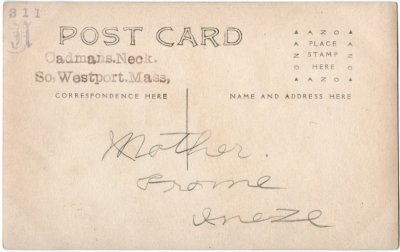 311
POST CARD
Cadmans.Neck.
So.Westport.Mass,
CORRESPONDENCE HERE
NAME AND ADDRESS HERE
AZO
PLACE
STAMP
HERE
AZO
Mother.
Frome
Ineze